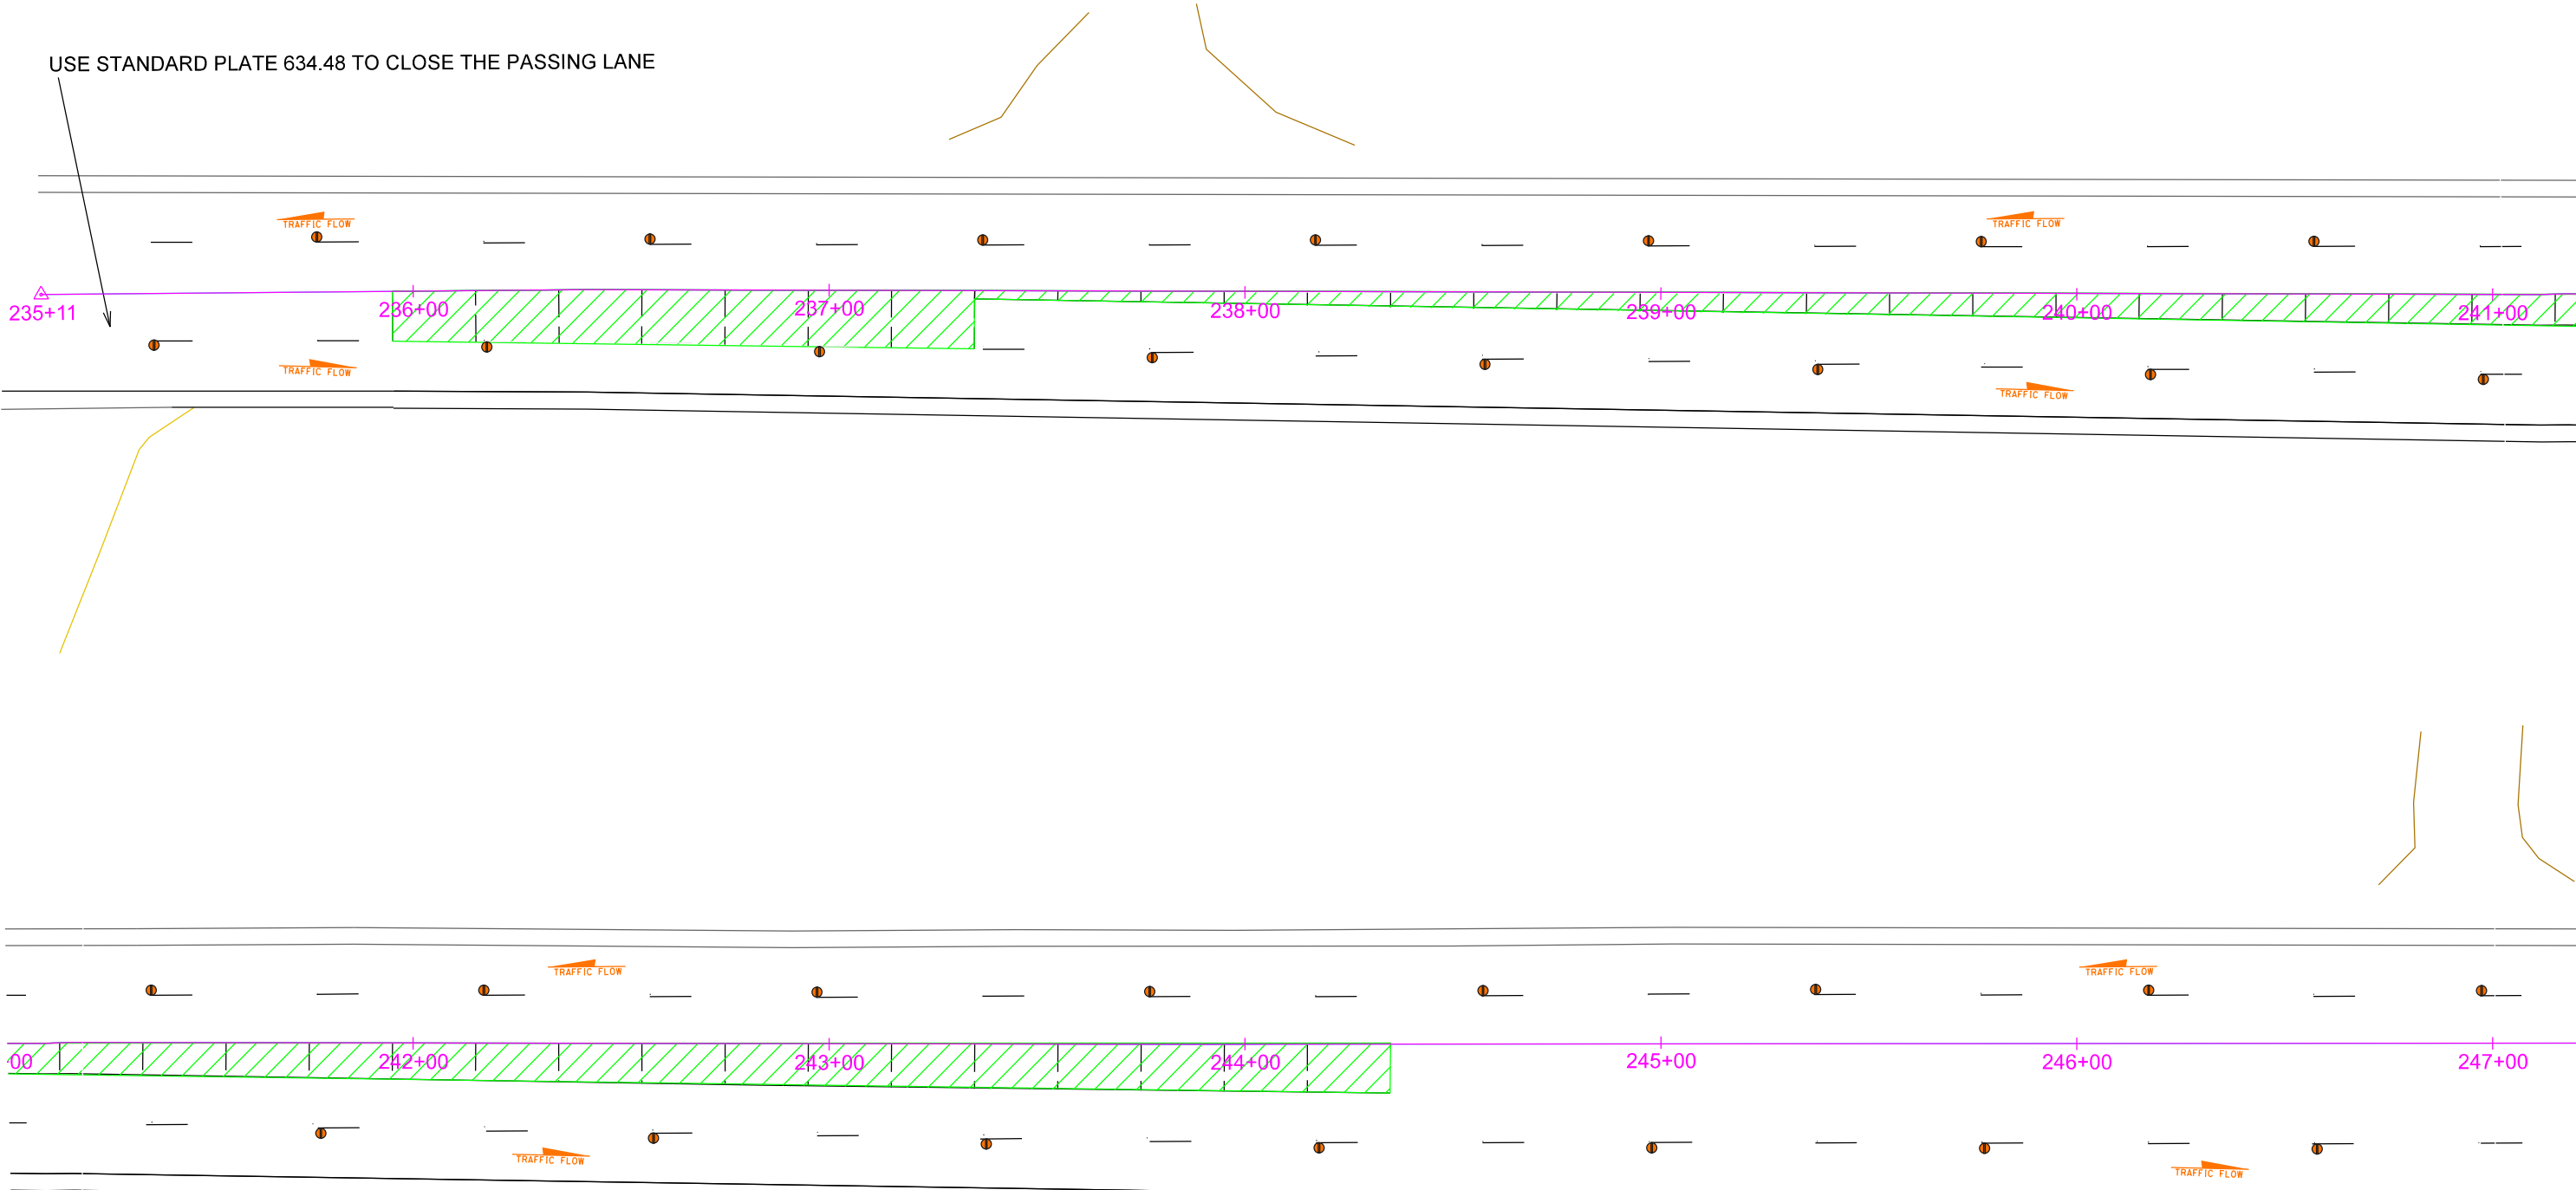 USE STANDARD PLATE 634.48 TO CLOSE THE PASSING LANE
TRAFFIC FLOW
TRAFFIC FLOW
235+11
236+00
237+00
238+00
239+00
240+00
241+00
TRAFFIC FLOW
TRAFFIC FLOW
TRAFFIC FLOW
TRAFFIC FLOW
00
242+00
243+00
244+00
245+00
246+00
247+00
TRAFFIC FLOW
TRAFFIC FLOW